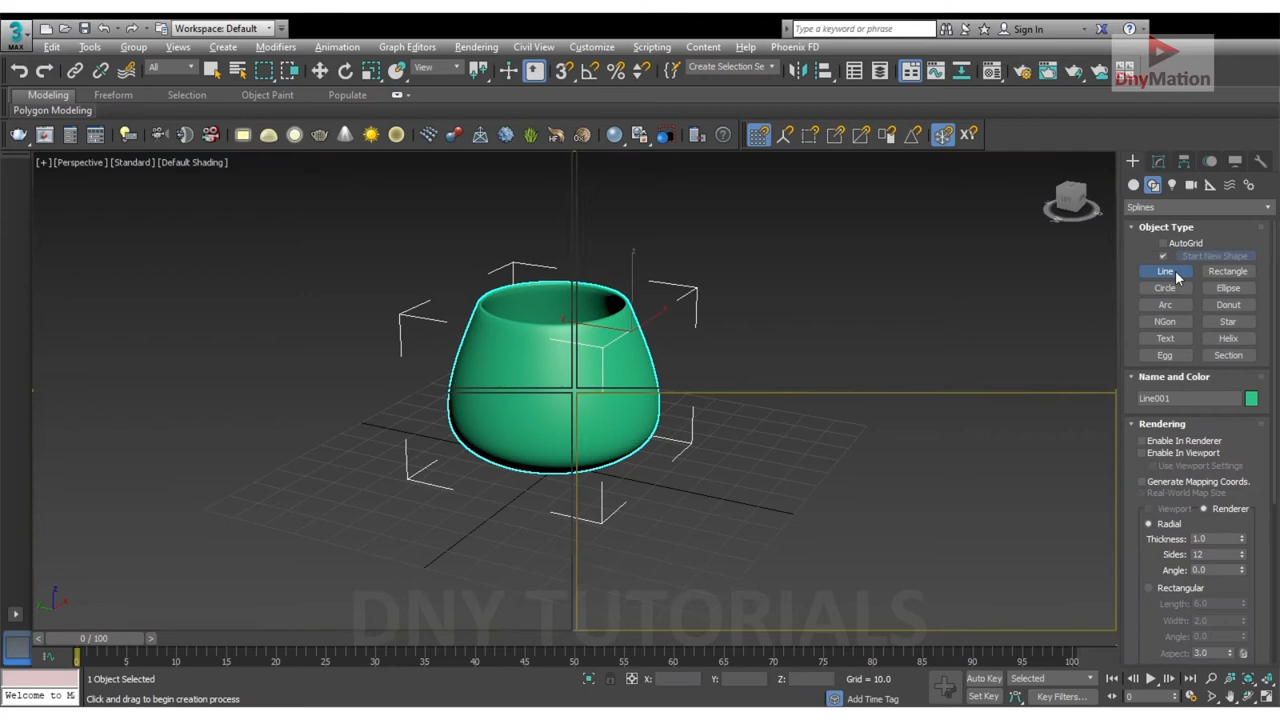 Workspace: Default
Type a keyword or phrase
Sign In
MAX
Edit Tools Group Views Create Modifiers Animation Graph Editors Rendering Civil View Customize Scripting Content Help Phoenix FD
DnyMation
All
View
Create Selection Se
Modeling Freeform Selection Object Paint Populate
Polygon Modeling
[+] [Perspective] [Standard] [Default Shading]
Splines
Object Type
AutoGrid
Start New Shape
Line Rectangle
Circle Ellipse
Arc Donut
NGon Star
Text Helix
Egg Section
Name and Color
Line001
Rendering
Enable In Renderer
Enable In Viewport
Use Viewport Settings
Generate Mapping Coords.
Real-World Map Size
Viewport Renderer
Radial
Thickness: 1.0
Sides: 12
Angle: 0.0
Rectangular
Length: 6.0
Width: 2.0
Angle: 0.0
Aspect: 3.0
DNY TUTORIALS
0 / 100
0 5 10 15 20 25 30 35 40 45 50 55 60 65 70 75 80 85 90 95 100
1 Object Selected
X: Y: Z: Grid = 10.0
Auto Key Selected
Welcome to M
Click and drag to begin creation process
Add Time Tag
Set Key Key Filters...
0